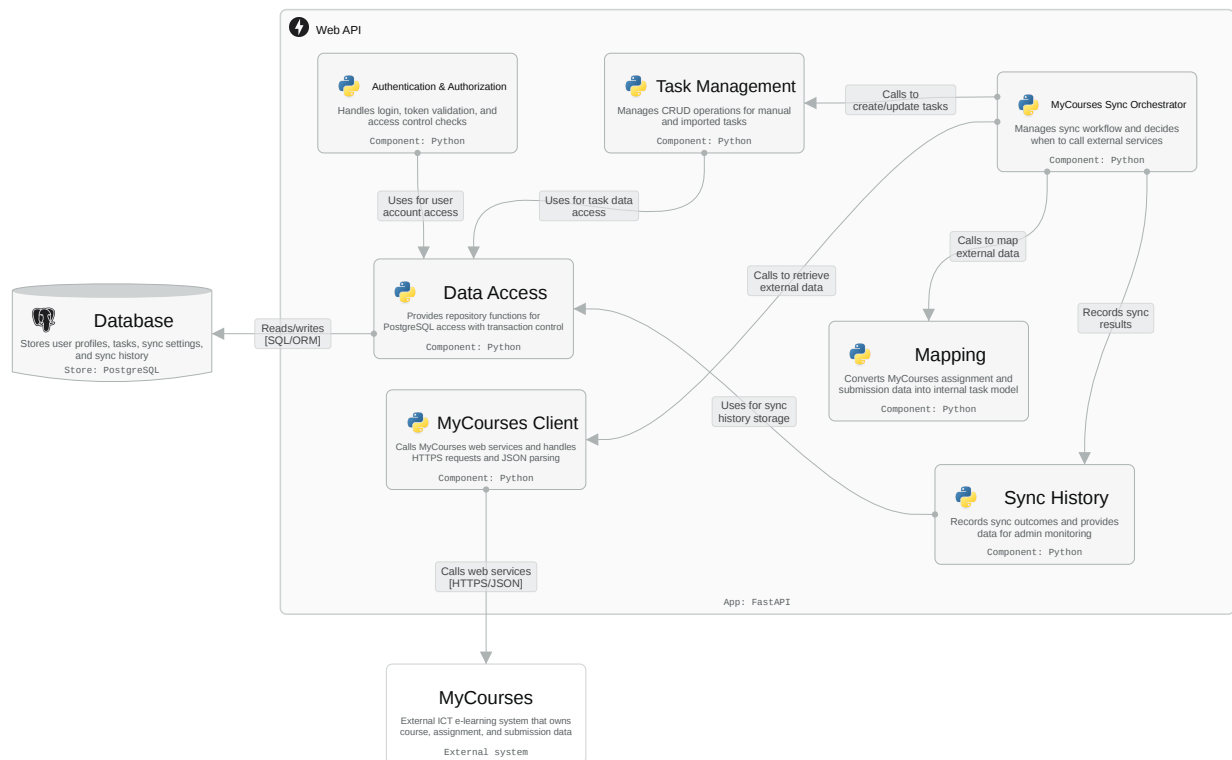 Web API
Authentication & Authorization
Handles login, token validation, and
access control checks
Component: Python
Task Management
Manages CRUD operations for manual
and imported tasks
Component: Python
Calls to
create/update tasks
MyCourses Sync Orchestrator
Manages sync workflow and decides
when to call external services
Component: Python
Uses for user
account access
Uses for task data
access
Calls to map
external data
Calls to retrieve
external data
Data Access
Provides repository functions for
PostgreSQL access with transaction control
Component: Python
Database
Stores user profiles, tasks, sync settings,
and sync history
Store: PostgreSQL
Reads/writes
[SQL/ORM]
Records sync
results
Mapping
Converts MyCourses assignment and
submission data into internal task model
Component: Python
MyCourses Client
Calls MyCourses web services and handles
HTTPS requests and JSON parsing
Component: Python
Uses for sync
history storage
Sync History
Records sync outcomes and provides
data for admin monitoring
Component: Python
Calls web services
[HTTPS/JSON]
App: FastAPI
MyCourses
External ICT e-learning system that owns
course, assignment, and submission data
External system